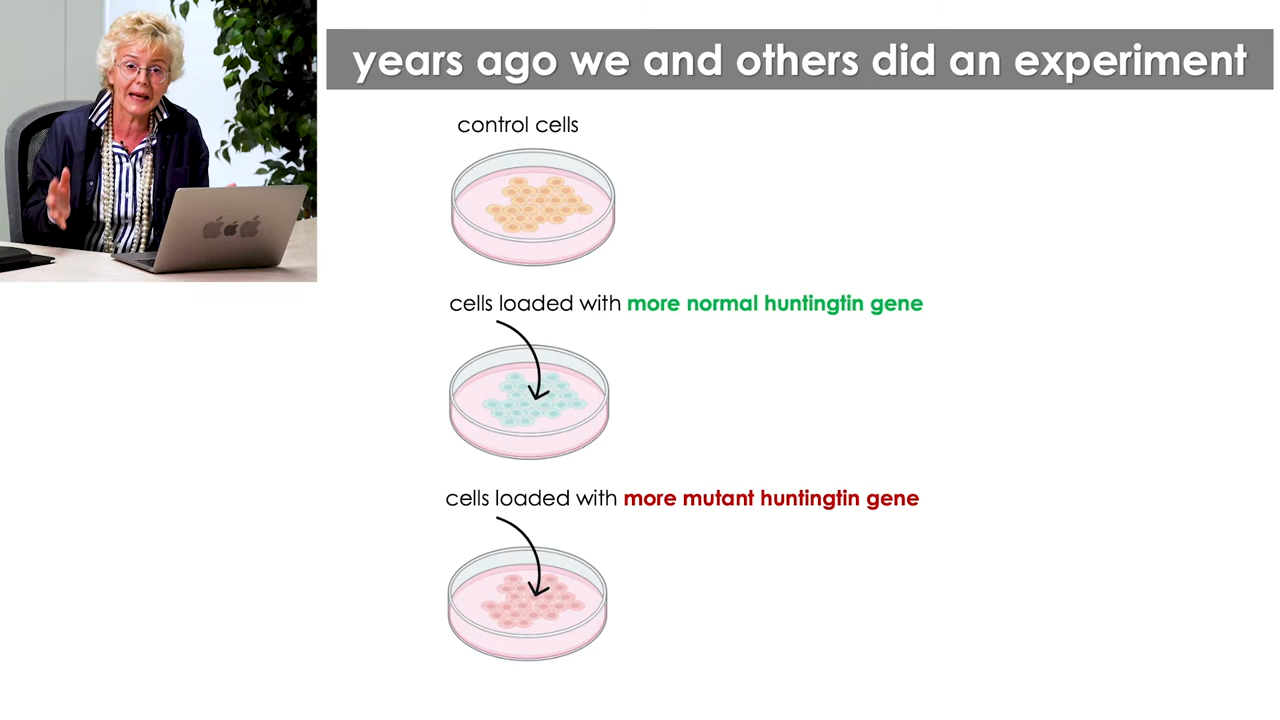 years ago we and others did an experiment
control cells
cells loaded with more normal huntingtin gene
cells loaded with more mutant huntingtin gene